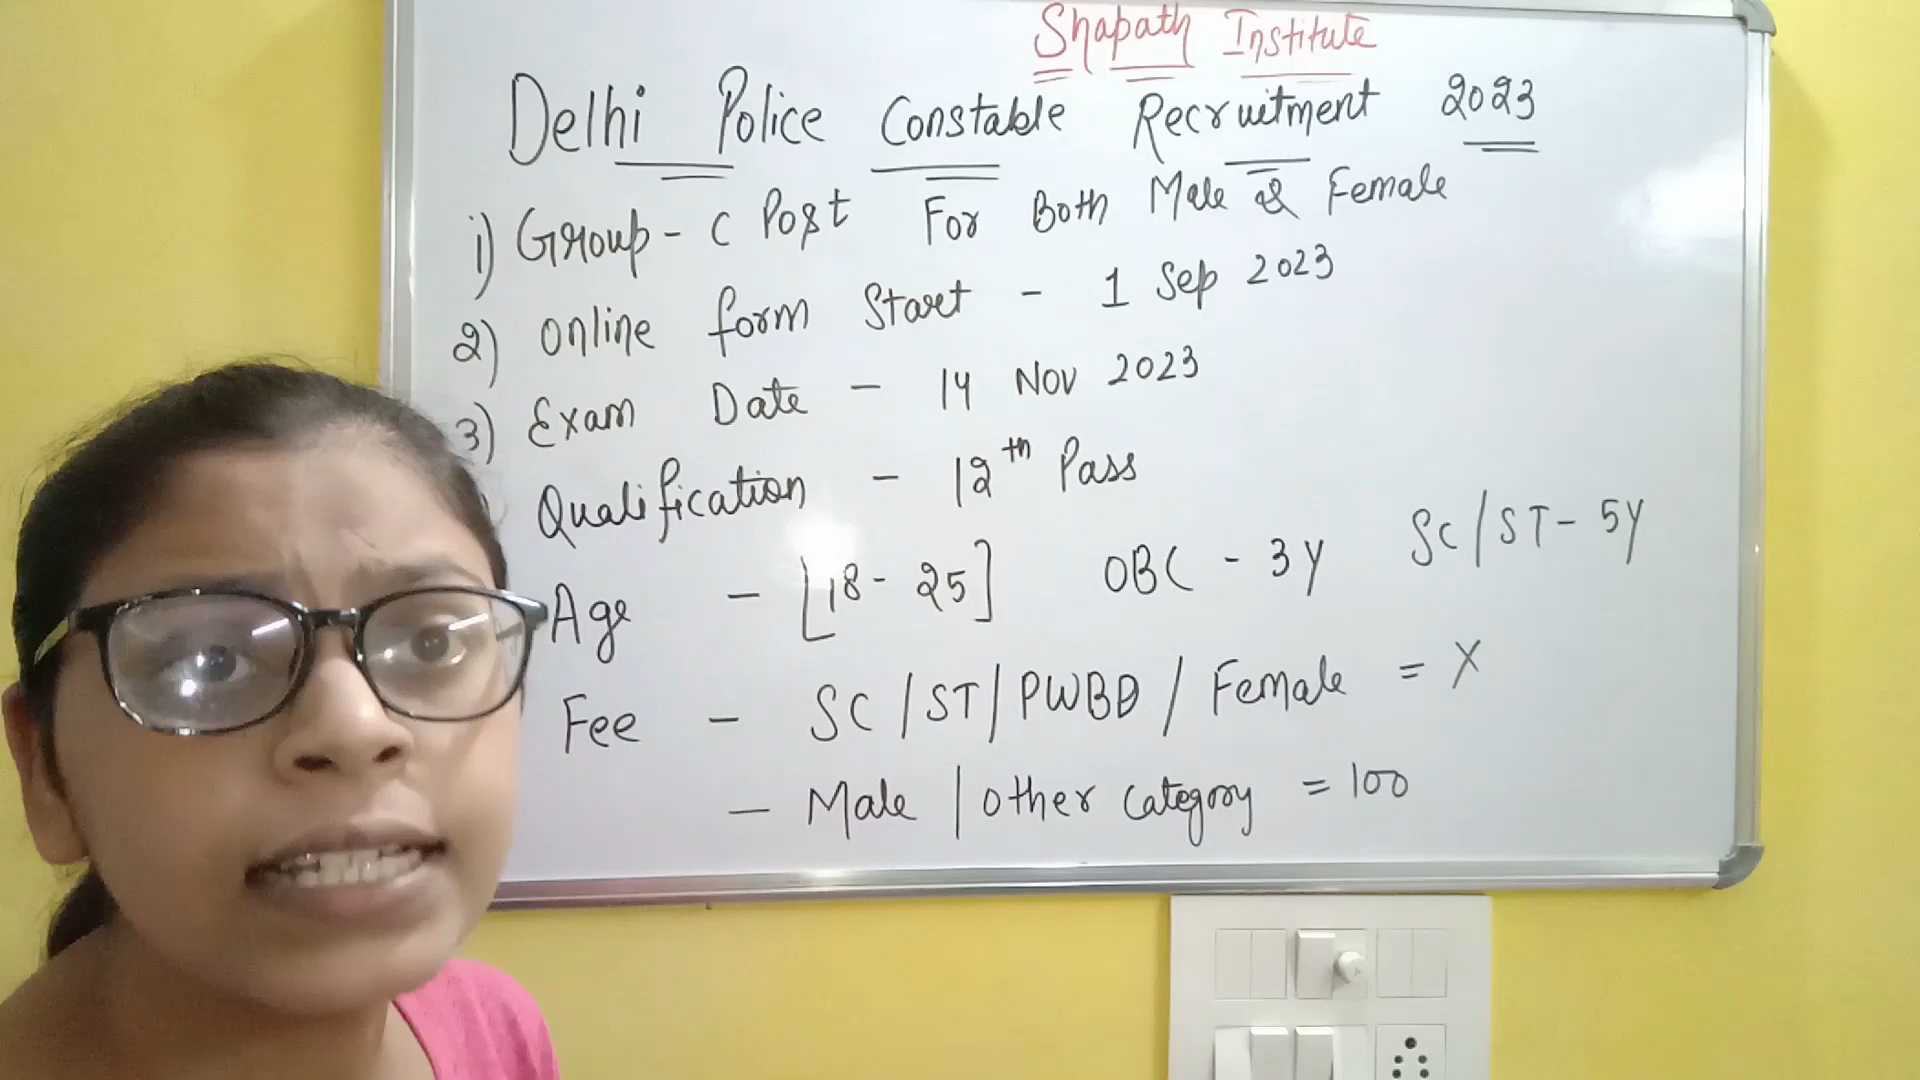 Shapath Institute
Delhi Police Constable Recruitment 2023
1) Group - C Post For Both Male & Female
2) Online form Start - 1 Sep 2023
3) Exam Date - 14 Nov 2023
Qualification - 12th Pass
Age - [18 - 25] OBC - 3Y SC/ST - 5Y
Fee - SC/ST/PWBD/Female = X
- Male/Other Category = 100